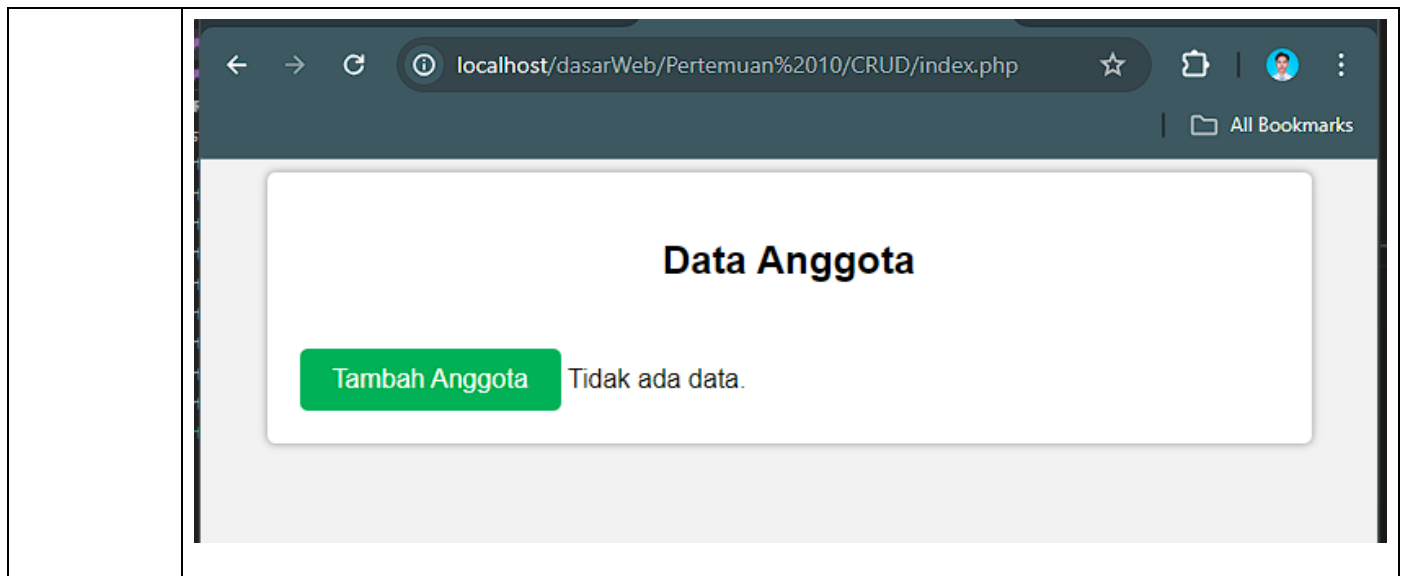 localhost/dasarWeb/Pertemuan%2010/CRUD/index.php
All Bookmarks
Data Anggota
Tambah Anggota Tidak ada data.